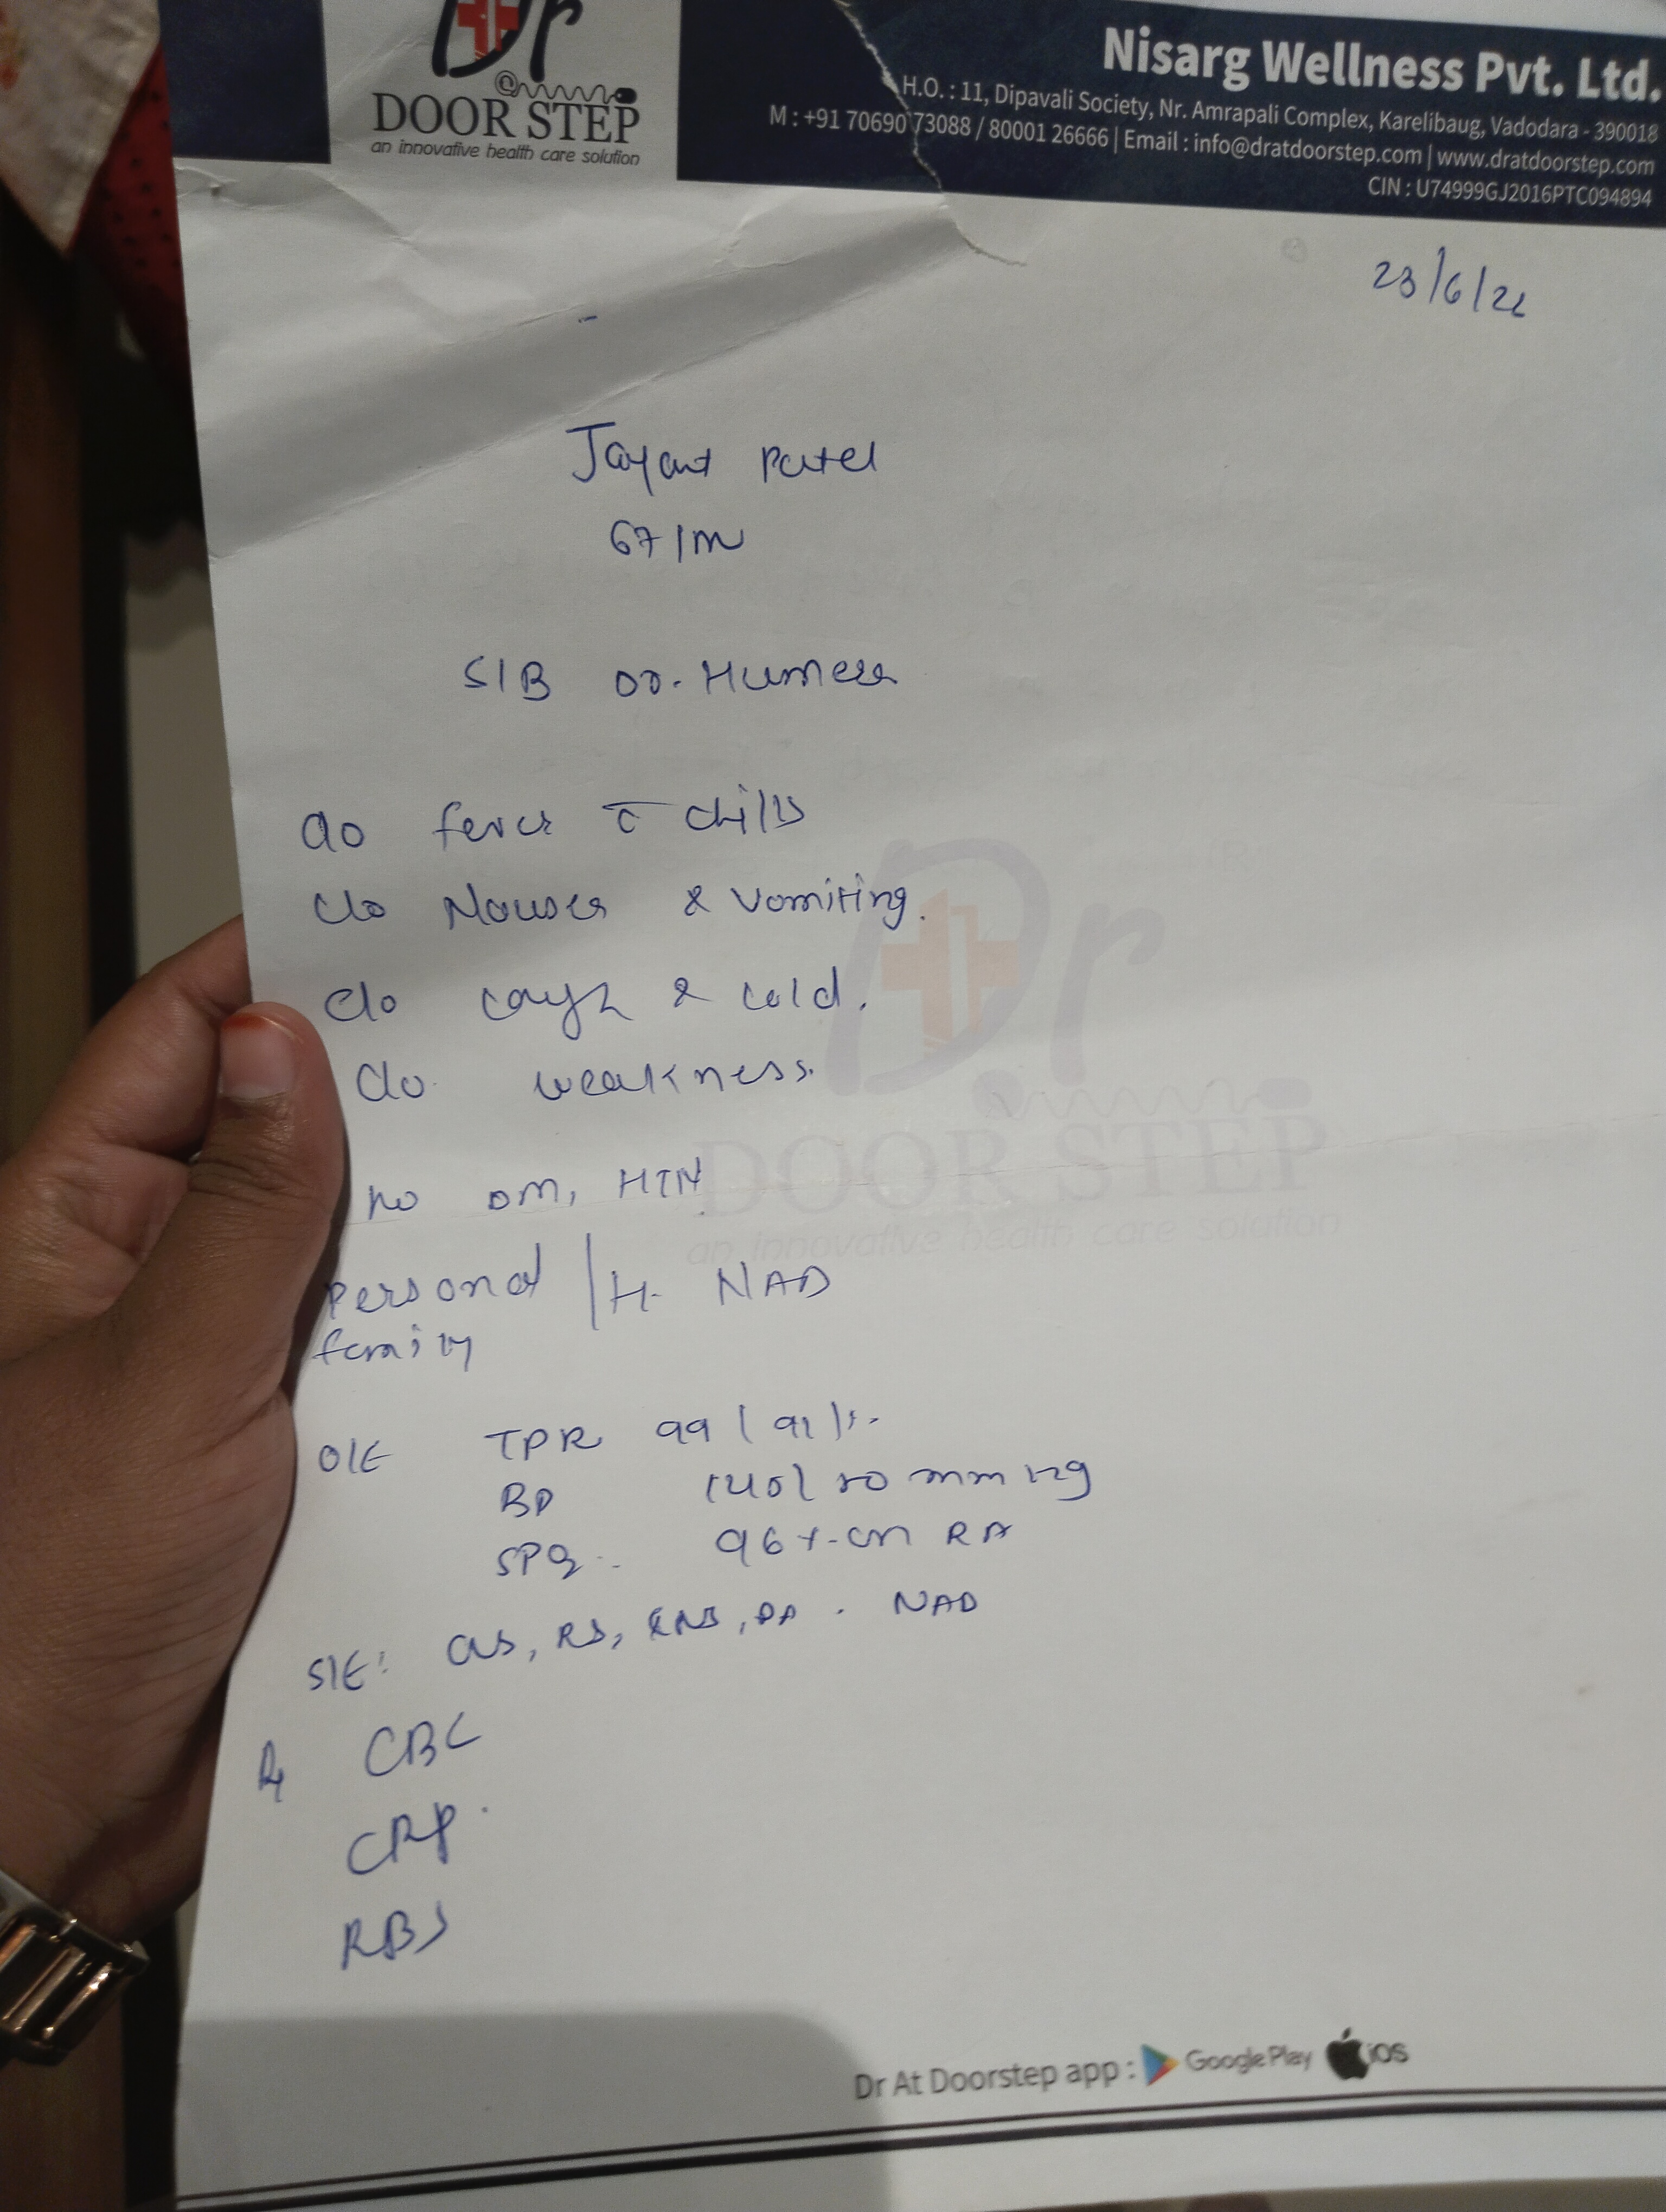 Dr
@
DOOR STEP
an innovative health care solution
Nisarg Wellness Pvt. Ltd.
H.O. : 11, Dipavali Society, Nr. Amrapali Complex, Karelibaug, Vadodara - 390018
M : +91 70690 73088 / 80001 26666 | Email : info@dratdoorstep.com | www.dratdoorstep.com
CIN : U74999GJ2016PTC094894
23/6/22
Jayant Patel
67/M
S/B Dr. Humera
c/o fever c̄ chills
c/o Nausea & vomiting.
c/o cough & cold.
c/o weakness.
no DM, HTN
personal /H. NAD
family
O/E TPR 99 / 92 /
BP 140/ mm Hg
SPO2 96%. on RA
S/E: CVS, RS, CNS, PA . NAD
Rx CBC
CRP.
RBS
Dr
DOOR STEP
an innovative health care solution
Dr At Doorstep app : Google Play iOS